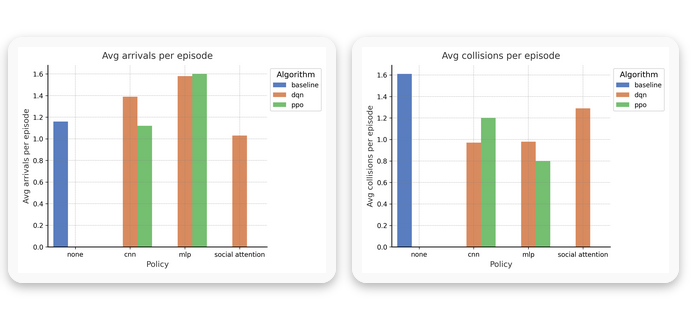 Avg arrivals per episode
Avg arrivals per episode
1.6
1.4
1.2
1.0
0.8
0.6
0.4
0.2
0.0
none cnn mlp social attention
Policy
Algorithm
baseline
dqn
ppo
Avg collisions per episode
Avg collisions per episode
1.6
1.4
1.2
1.0
0.8
0.6
0.4
0.2
0.0
none cnn mlp social attention
Policy
Algorithm
baseline
dqn
ppo